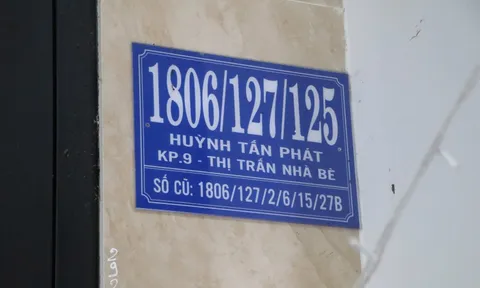 1806/127/125
HUỲNH TẤN PHÁT
KP.9 - THỊ TRẤN NHÀ BÈ
SỐ CŨ: 1806/127/2/6/15/27B